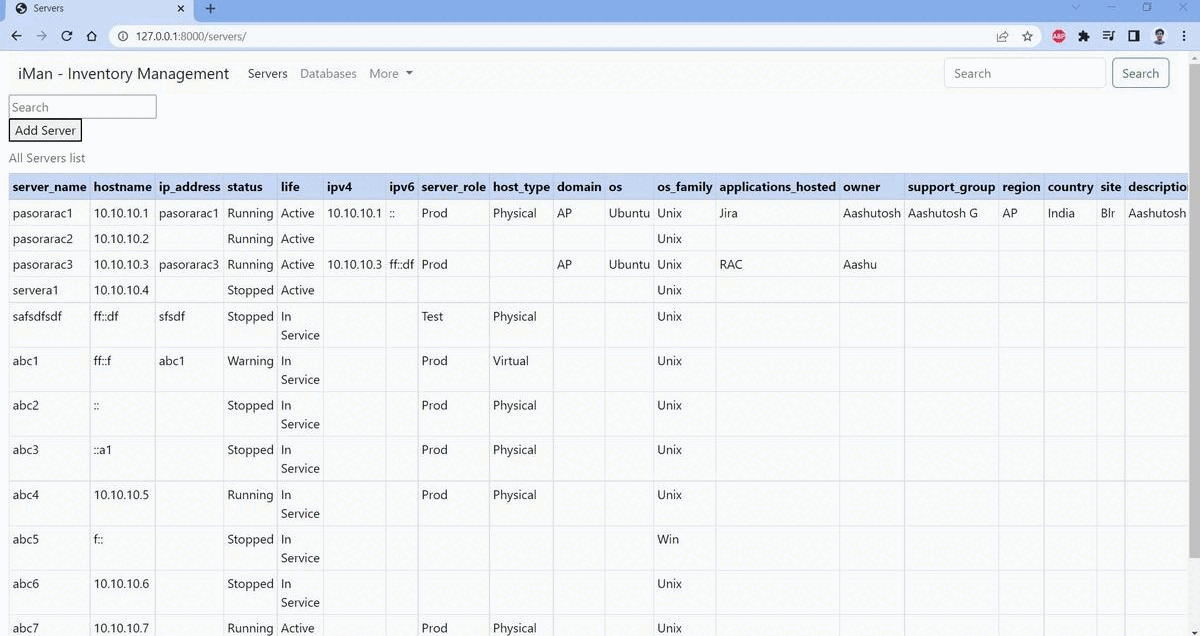 Servers
127.0.0.1:8000/servers/
ABP
iMan - Inventory Management Servers Databases More Search Search
Search
Add Server
All Servers list
server_name hostname ip_address status life ipv4 ipv6 server_role host_type domain os os_family applications_hosted owner support_group region country site descriptio
pasorarac1 10.10.10.1 pasorarac1 Running Active 10.10.10.1 :: Prod Physical AP Ubuntu Unix Jira Aashutosh Aashutosh G AP India Blr Aashutosh
pasorarac2 10.10.10.2 Running Active Unix
pasorarac3 10.10.10.3 pasorarac3 Running Active 10.10.10.3 ff::df Prod AP Ubuntu Unix RAC Aashu
servera1 10.10.10.4 Stopped Active Unix
safsdfsdf ff::df sfsdf Stopped In Test Physical Unix
Service
abc1 ff::f abc1 Warning In Prod Virtual Unix
Service
abc2 :: Stopped In Prod Physical Unix
Service
abc3 ::a1 Stopped In Prod Physical Unix
Service
abc4 10.10.10.5 Running In Prod Physical Unix
Service
abc5 f:: Stopped In Win
Service
abc6 10.10.10.6 Stopped In Unix
Service
abc7 10.10.10.7 Running Active Prod Physical Unix